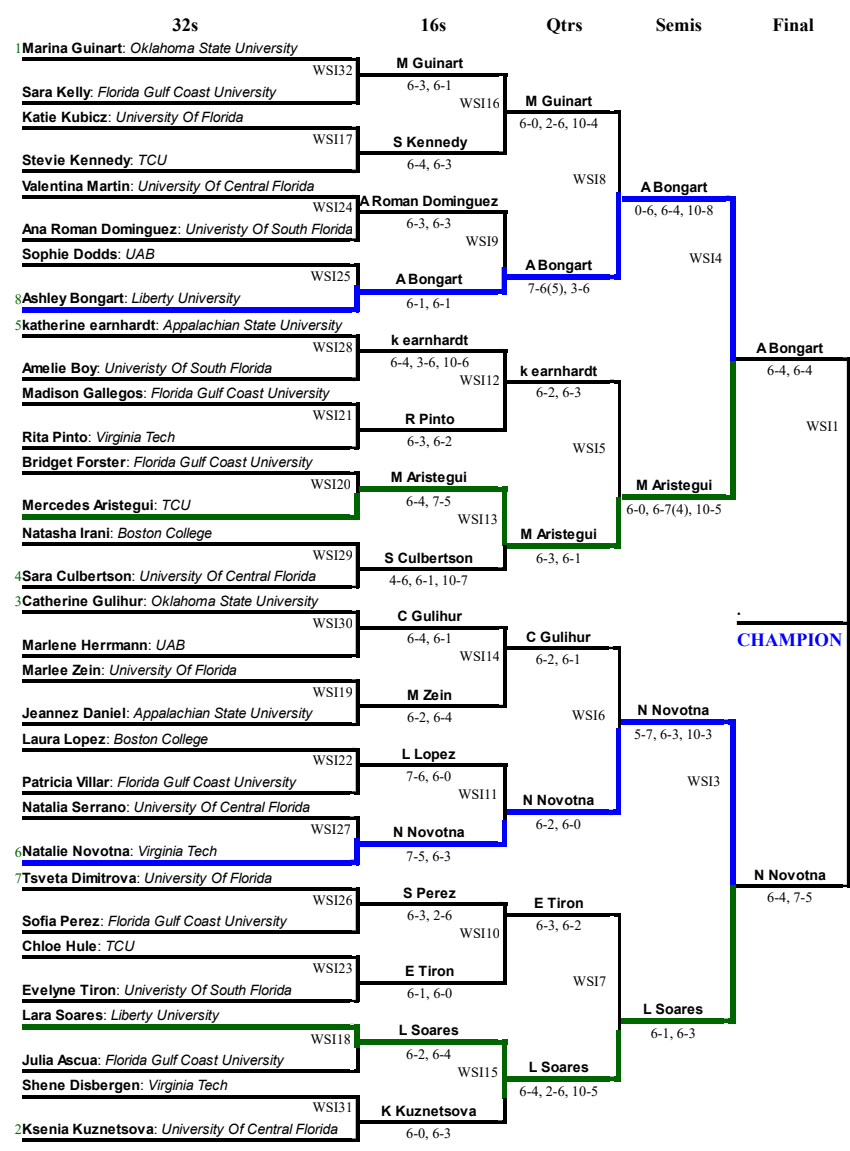 32s 16s Qtrs Semis Final
1 Marina Guinart: Oklahoma State University
WSI32
M Guinart
6-3, 6-1
Sara Kelly: Florida Gulf Coast University
WSI16
M Guinart
6-0, 2-6, 10-4
Katie Kubicz: University Of Florida
WSI17
S Kennedy
6-4, 6-3
Stevie Kennedy: TCU
WSI8
A Bongart
0-6, 6-4, 10-8
Valentina Martin: University Of Central Florida
WSI24
A Roman Dominguez
6-3, 6-3
Ana Roman Dominguez: Univeristy Of South Florida
WSI9
A Bongart
7-6(5), 3-6
Sophie Dodds: UAB
WSI25
A Bongart
6-1, 6-1
8 Ashley Bongart: Liberty University
WSI4
A Bongart
6-4, 6-4
5 katherine earnhardt: Appalachian State University
WSI28
k earnhardt
6-4, 3-6, 10-6
Amelie Boy: Univeristy Of South Florida
WSI12
k earnhardt
6-2, 6-3
Madison Gallegos: Florida Gulf Coast University
WSI21
R Pinto
6-3, 6-2
Rita Pinto: Virginia Tech
WSI5
M Aristegui
6-0, 6-7(4), 10-5
Bridget Forster: Florida Gulf Coast University
WSI20
M Aristegui
6-4, 7-5
Mercedes Aristegui: TCU
WSI13
M Aristegui
6-3, 6-1
Natasha Irani: Boston College
WSI29
S Culbertson
4-6, 6-1, 10-7
4 Sara Culbertson: University Of Central Florida
WSI1
.
CHAMPION
3 Catherine Gulihur: Oklahoma State University
WSI30
C Gulihur
6-4, 6-1
Marlene Herrmann: UAB
WSI14
C Gulihur
6-2, 6-1
Marlee Zein: University Of Florida
WSI19
M Zein
6-2, 6-4
Jeannez Daniel: Appalachian State University
WSI6
N Novotna
5-7, 6-3, 10-3
Laura Lopez: Boston College
WSI22
L Lopez
7-6, 6-0
Patricia Villar: Florida Gulf Coast University
WSI11
N Novotna
6-2, 6-0
Natalia Serrano: University Of Central Florida
WSI27
N Novotna
7-5, 6-3
6 Natalie Novotna: Virginia Tech
WSI3
N Novotna
6-4, 7-5
7 Tsveta Dimitrova: University Of Florida
WSI26
S Perez
6-3, 2-6
Sofia Perez: Florida Gulf Coast University
WSI10
E Tiron
6-3, 6-2
Chloe Hule: TCU
WSI23
E Tiron
6-1, 6-0
Evelyne Tiron: Univeristy Of South Florida
WSI7
L Soares
6-1, 6-3
Lara Soares: Liberty University
WSI18
L Soares
6-2, 6-4
Julia Ascua: Florida Gulf Coast University
WSI15
L Soares
6-4, 2-6, 10-5
Shene Disbergen: Virginia Tech
WSI31
K Kuznetsova
6-0, 6-3
2 Ksenia Kuznetsova: University Of Central Florida